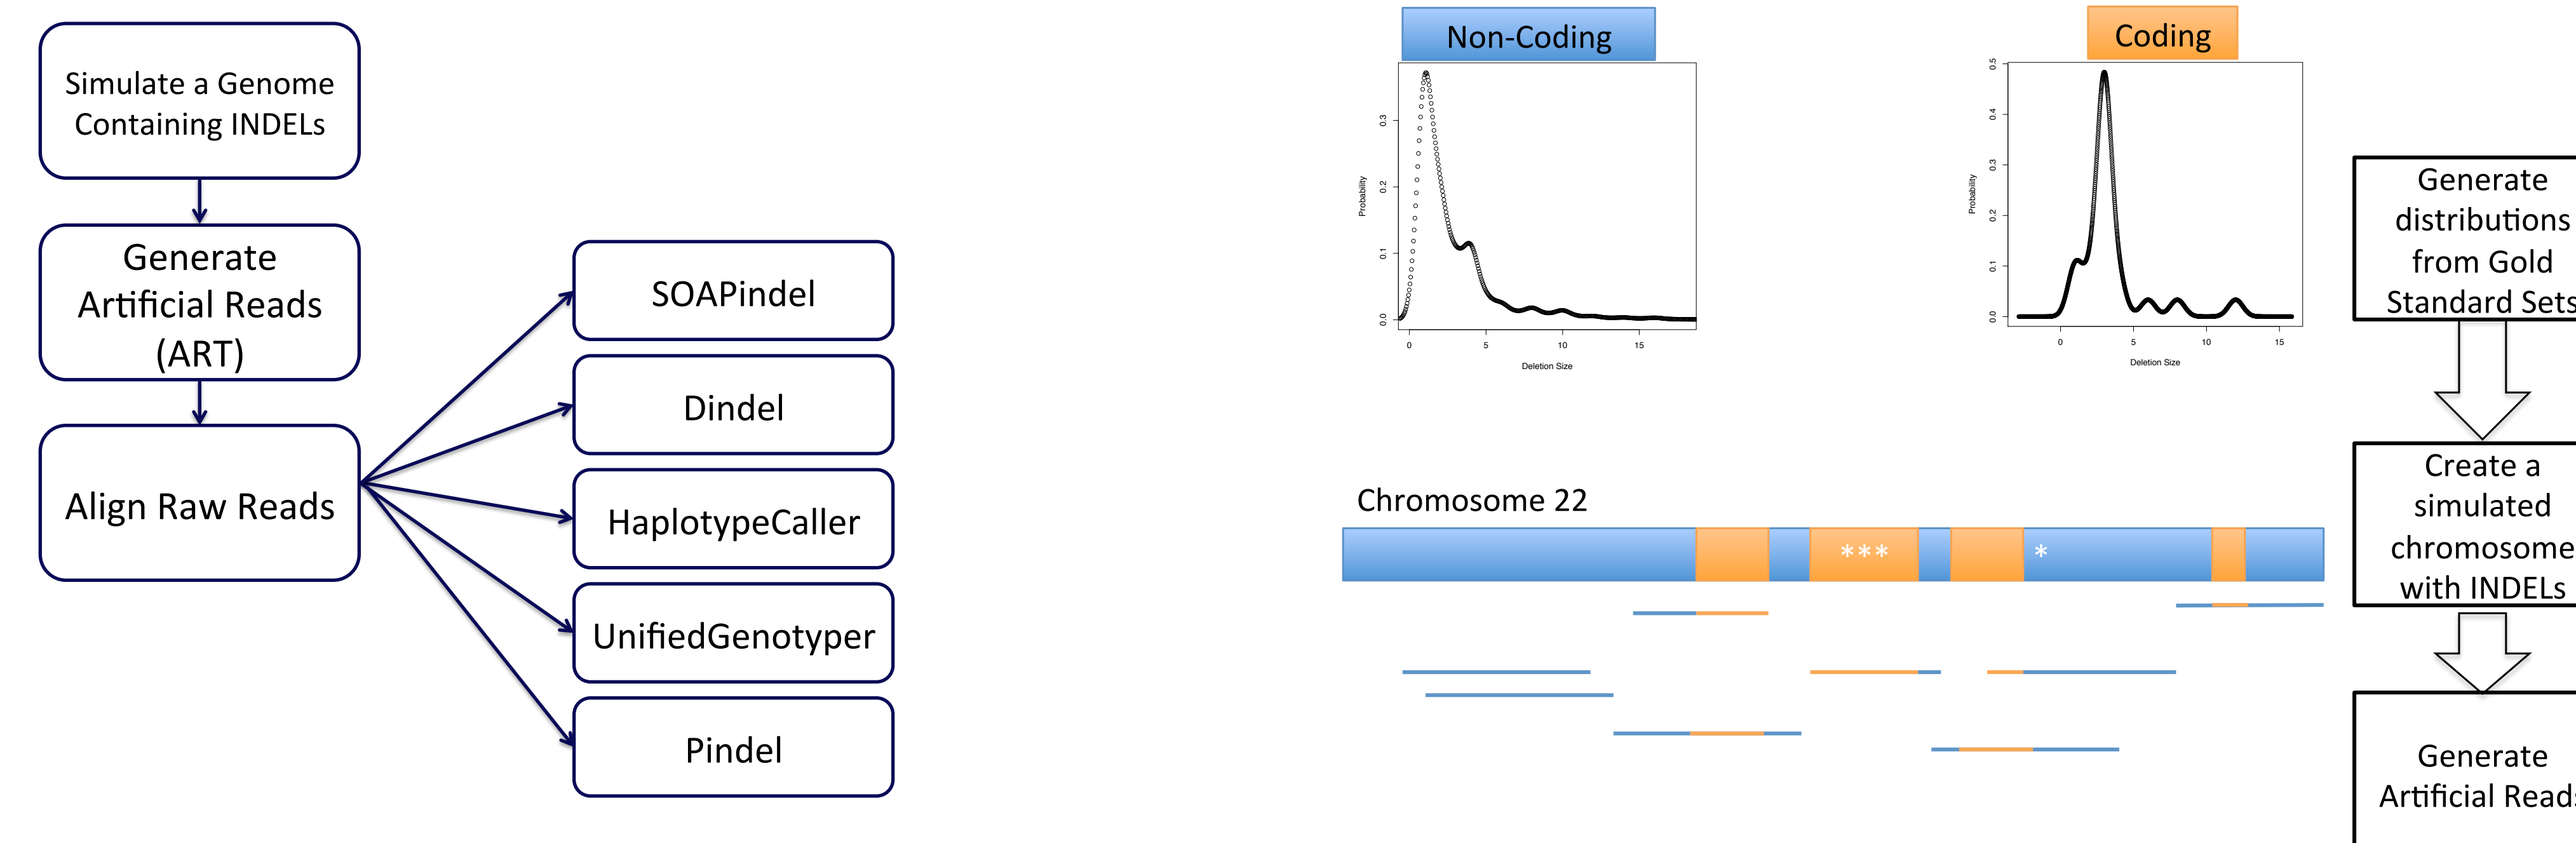 Simulate a Genome
Containing INDELs
Generate
Artificial Reads
(ART)
Align Raw Reads
SOAPindel
Dindel
HaplotypeCaller
UnifiedGenotyper
Pindel
Non-Coding
0.3
0.2
0.1
0.0
Probability
0 5 10 15
Deletion Size
Coding
0.5
0.4
0.3
0.2
0.1
0.0
Probability
0 5 10 15
Deletion Size
Chromosome 22
*** *
Generate
distributions
from Gold
Standard Sets
Create a
simulated
chromosome
with INDELs
Generate
Artificial Reads